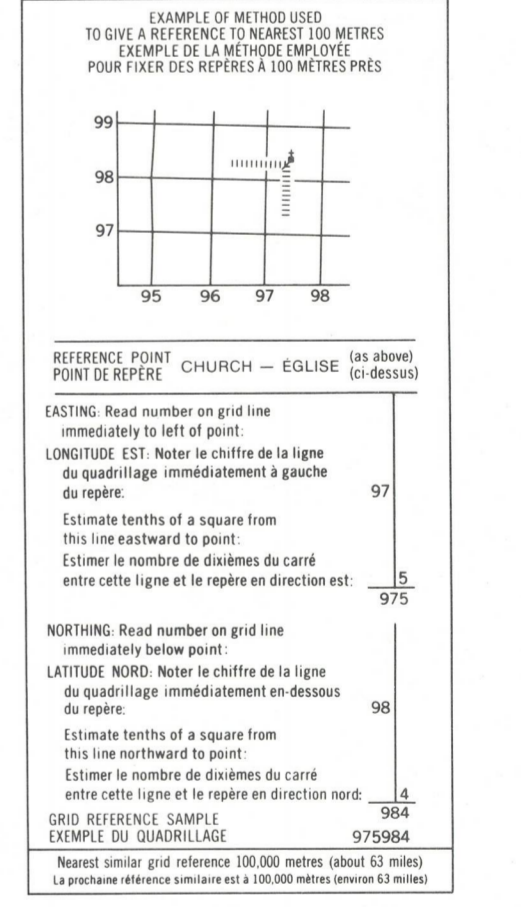 EXAMPLE OF METHOD USED
TO GIVE A REFERENCE TO NEAREST 100 METRES
EXEMPLE DE LA MÉTHODE EMPLOYÉE
POUR FIXER DES REPÈRES À 100 MÈTRES PRÈS
99
98
97
95 96 97 98
REFERENCE POINT
POINT DE REPÈRE
CHURCH — ÉGLISE
(as above)
(ci-dessus)
EASTING: Read number on grid line
immediately to left of point:
LONGITUDE EST: Noter le chiffre de la ligne
du quadrillage immédiatement à gauche
du repère: 97
Estimate tenths of a square from
this line eastward to point:
Estimer le nombre de dixièmes du carré
entre cette ligne et le repère en direction est: 5
975
NORTHING: Read number on grid line
immediately below point:
LATITUDE NORD: Noter le chiffre de la ligne
du quadrillage immédiatement en-dessous
du repère: 98
Estimate tenths of a square from
this line northward to point:
Estimer le nombre de dixièmes du carré
entre cette ligne et le repère en direction nord: 4
984
GRID REFERENCE SAMPLE
EXEMPLE DU QUADRILLAGE 975984
Nearest similar grid reference 100,000 metres (about 63 miles)
La prochaine référence similaire est à 100,000 mètres (environ 63 milles)